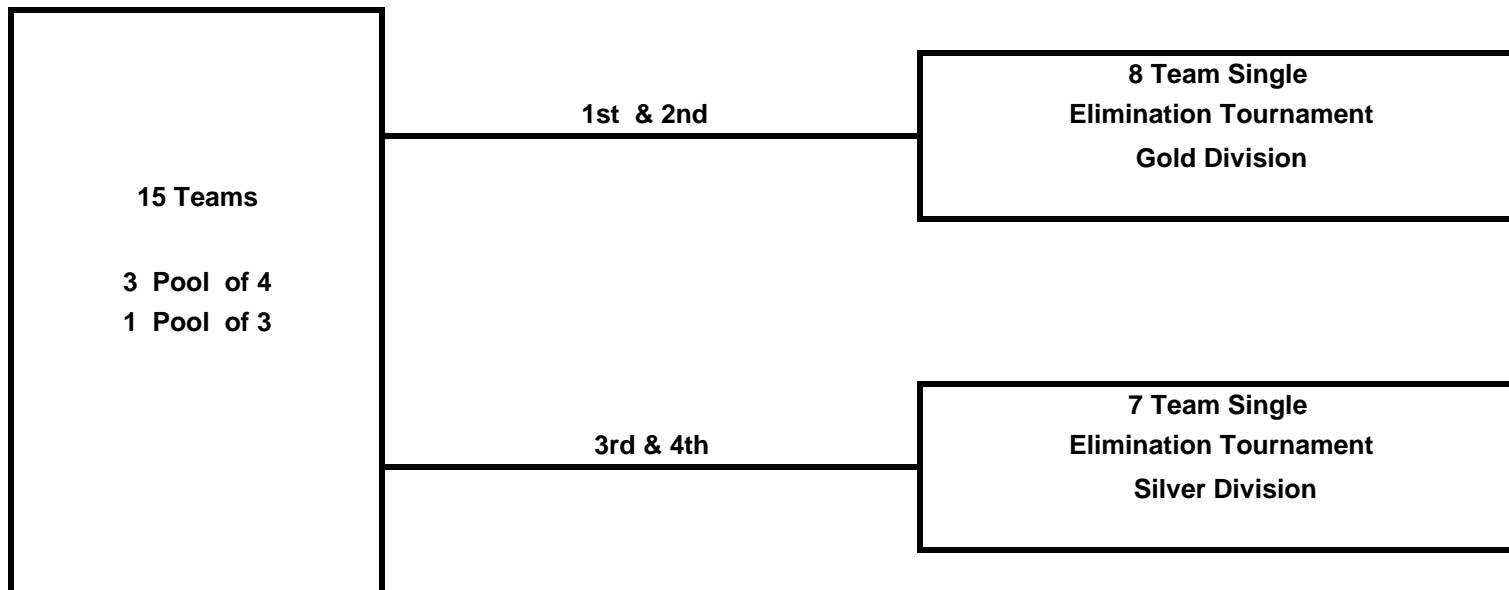 15 Teams
3 Pool of 4
1 Pool of 3
1st & 2nd
8 Team Single
Elimination Tournament
Gold Division
3rd & 4th
7 Team Single
Elimination Tournament
Silver Division